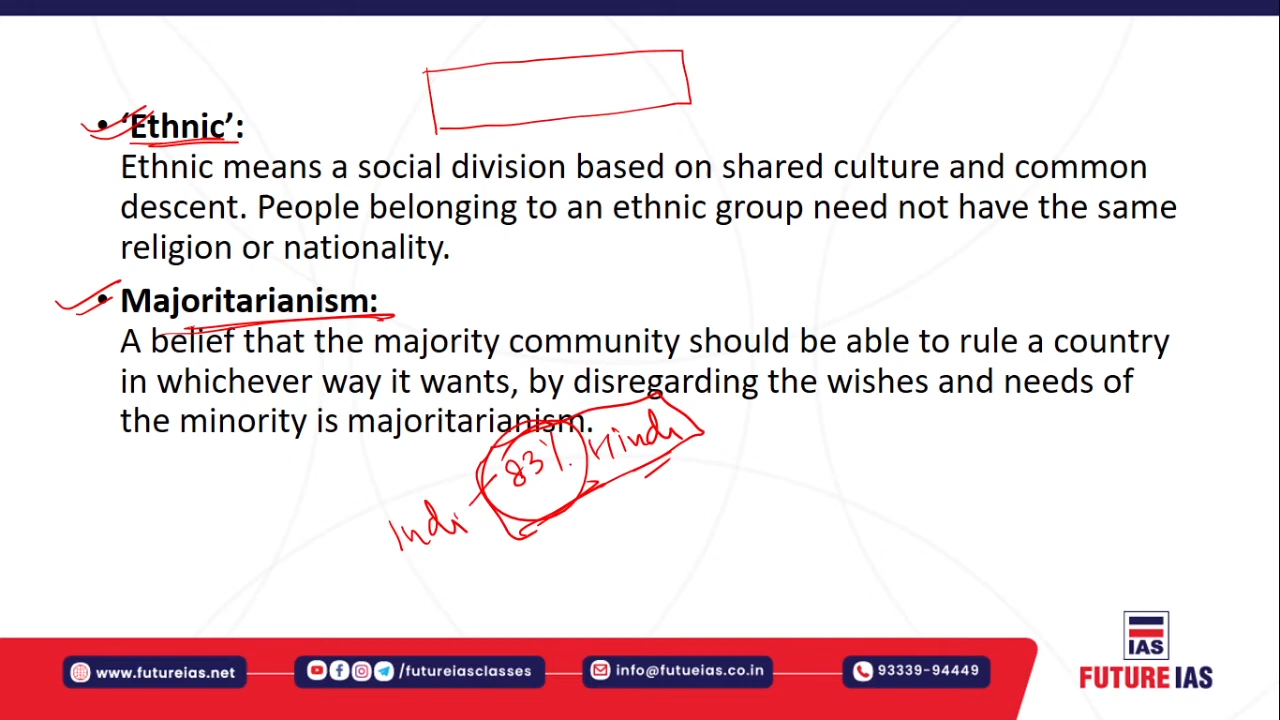 • ‘Ethnic’:
Ethnic means a social division based on shared culture and common
descent. People belonging to an ethnic group need not have the same
religion or nationality.
• Majoritarianism:
A belief that the majority community should be able to rule a country
in whichever way it wants, by disregarding the wishes and needs of
the minority is majoritarianism.
83% Hindu
Indi
IAS
www.futureias.net
/futureiasclasses
info@futueias.co.in
93339-94449
FUTURE IAS